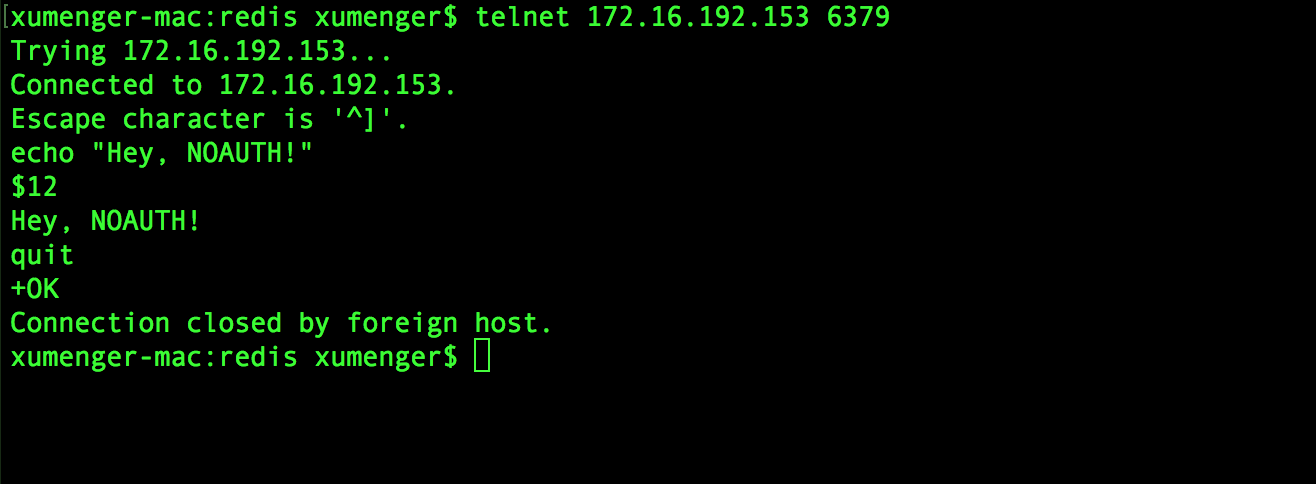 [xumenger-mac:redis xumenger$ telnet 172.16.192.153 6379
Trying 172.16.192.153...
Connected to 172.16.192.153.
Escape character is '^]'.
echo "Hey, NOAUTH!"
$12
Hey, NOAUTH!
quit
+OK
Connection closed by foreign host.
xumenger-mac:redis xumenger$